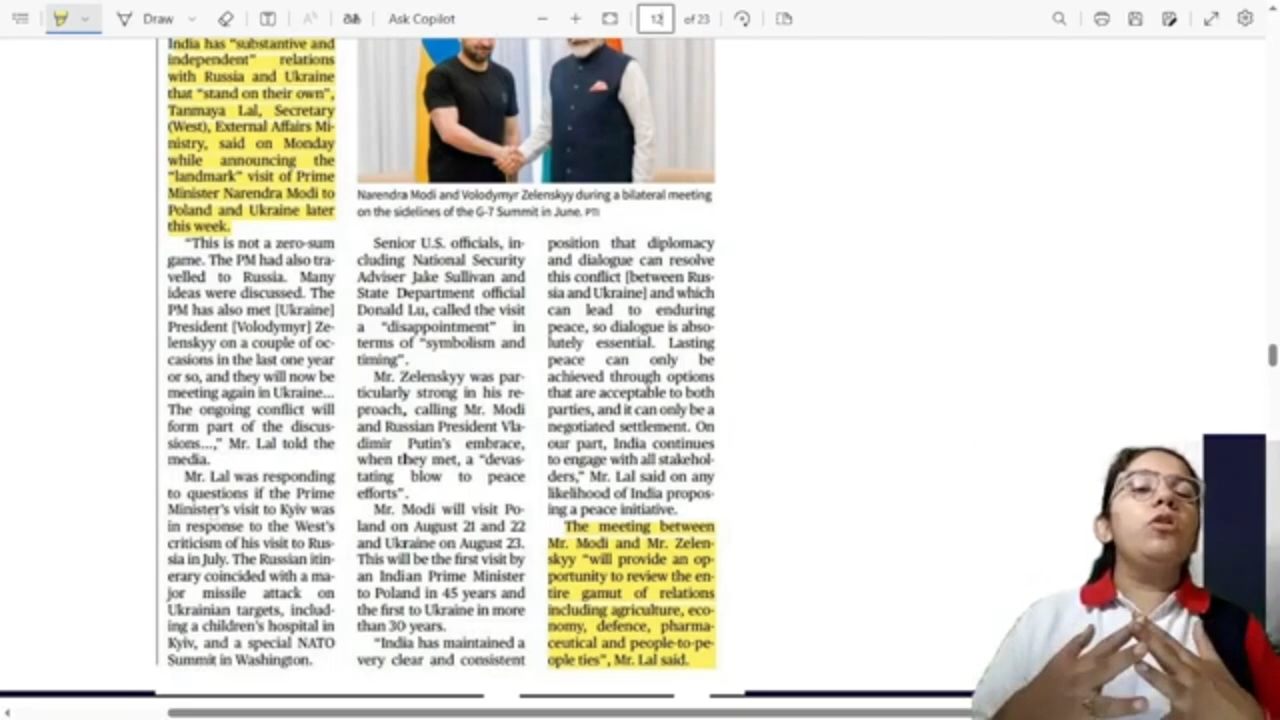 Draw
Ask Copilot
12
of 23
India has “substantive and
independent” relations
with Russia and Ukraine
that “stand on their own”,
Tanmaya Lal, Secretary
(West), External Affairs Mi-
nistry, said on Monday
while announcing the
“landmark” visit of Prime
Minister Narendra Modi to
Poland and Ukraine later
this week.
“This is not a zero-sum
game. The PM had also tra-
velled to Russia. Many
ideas were discussed. The
PM has also met [Ukraine]
President [Volodymyr] Ze-
lenskyy on a couple of oc-
casions in the last one year
or so, and they will now be
meeting again in Ukraine...
The ongoing conflict will
form part of the discus-
sions...,” Mr. Lal told the
media.
Mr. Lal was responding
to questions if the Prime
Minister’s visit to Kyiv was
in response to the West’s
criticism of his visit to Rus-
sia in July. The Russian itin-
erary coincided with a ma-
jor missile attack on
Ukrainian targets, includ-
ing a children’s hospital in
Kyiv, and a special NATO
Summit in Washington.
Narendra Modi and Volodymyr Zelenskyy during a bilateral meeting
on the sidelines of the G-7 Summit in June. PTI
Senior U.S. officials, in-
cluding National Security
Adviser Jake Sullivan and
State Department official
Donald Lu, called the visit
a “disappointment” in
terms of “symbolism and
timing”.
Mr. Zelenskyy was par-
ticularly strong in his re-
proach, calling Mr. Modi
and Russian President Vla-
dimir Putin’s embrace,
when they met, a “devas-
tating blow to peace
efforts”.
Mr. Modi will visit Po-
land on August 21 and 22
and Ukraine on August 23.
This will be the first visit by
an Indian Prime Minister
to Poland in 45 years and
the first to Ukraine in more
than 30 years.
“India has maintained a
very clear and consistent
position that diplomacy
and dialogue can resolve
this conflict [between Rus-
sia and Ukraine] and which
can lead to enduring
peace, so dialogue is abso-
lutely essential. Lasting
peace can only be
achieved through options
that are acceptable to both
parties, and it can only be a
negotiated settlement. On
our part, India continues
to engage with all stakehol-
ders,” Mr. Lal said on any
likelihood of India propos-
ing a peace initiative.
The meeting between
Mr. Modi and Mr. Zelen-
skyy “will provide an op-
portunity to review the en-
tire gamut of relations
including agriculture, eco-
nomy, defence, pharma-
ceutical and people-to-pe-
ople ties”, Mr. Lal said.